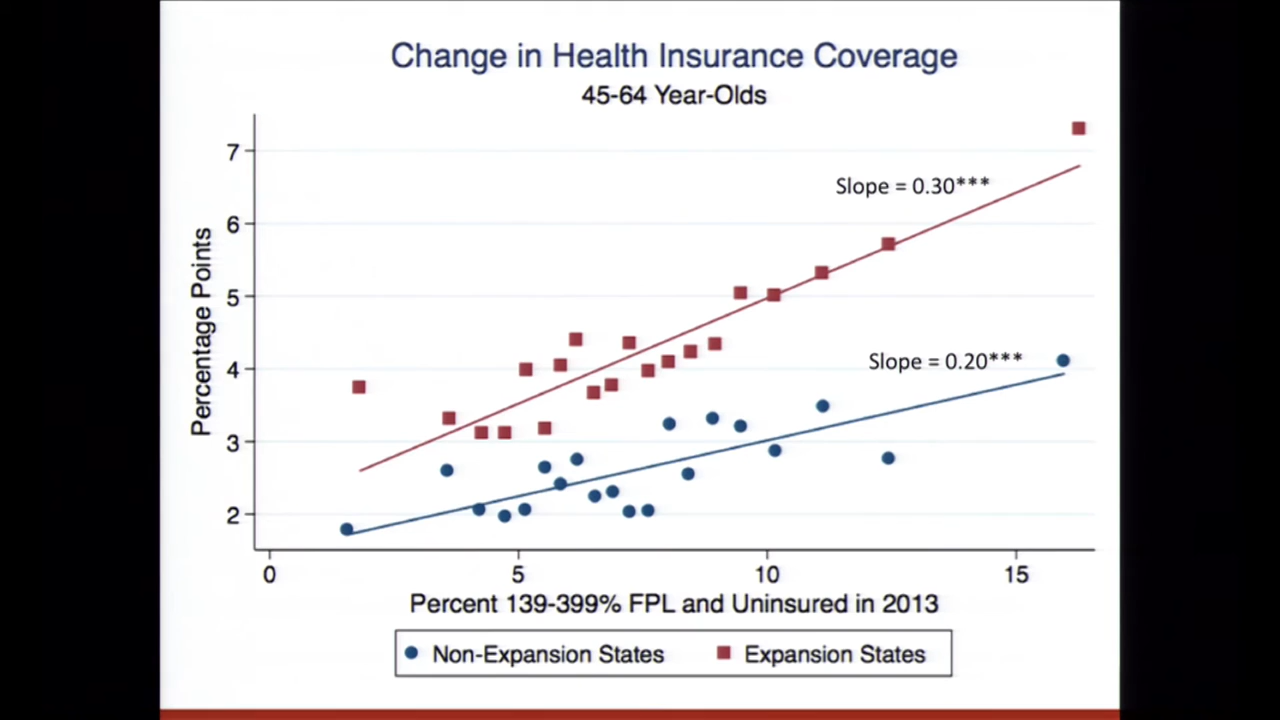 Change in Health Insurance Coverage
45-64 Year-Olds
Percentage Points
7
6
5
4
3
2
Slope = 0.30***
Slope = 0.20***
0 5 10 15
Percent 139-399% FPL and Uninsured in 2013
Non-Expansion States Expansion States